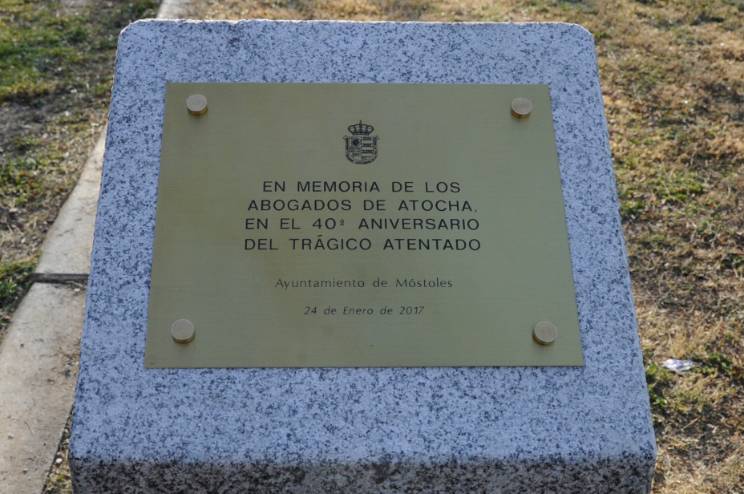 EN MEMORIA DE LOS
ABOGADOS DE ATOCHA,
EN EL 40ª ANIVERSARIO
DEL TRÁGICO ATENTADO
Ayuntamiento de Móstoles
24 de Enero de 2017